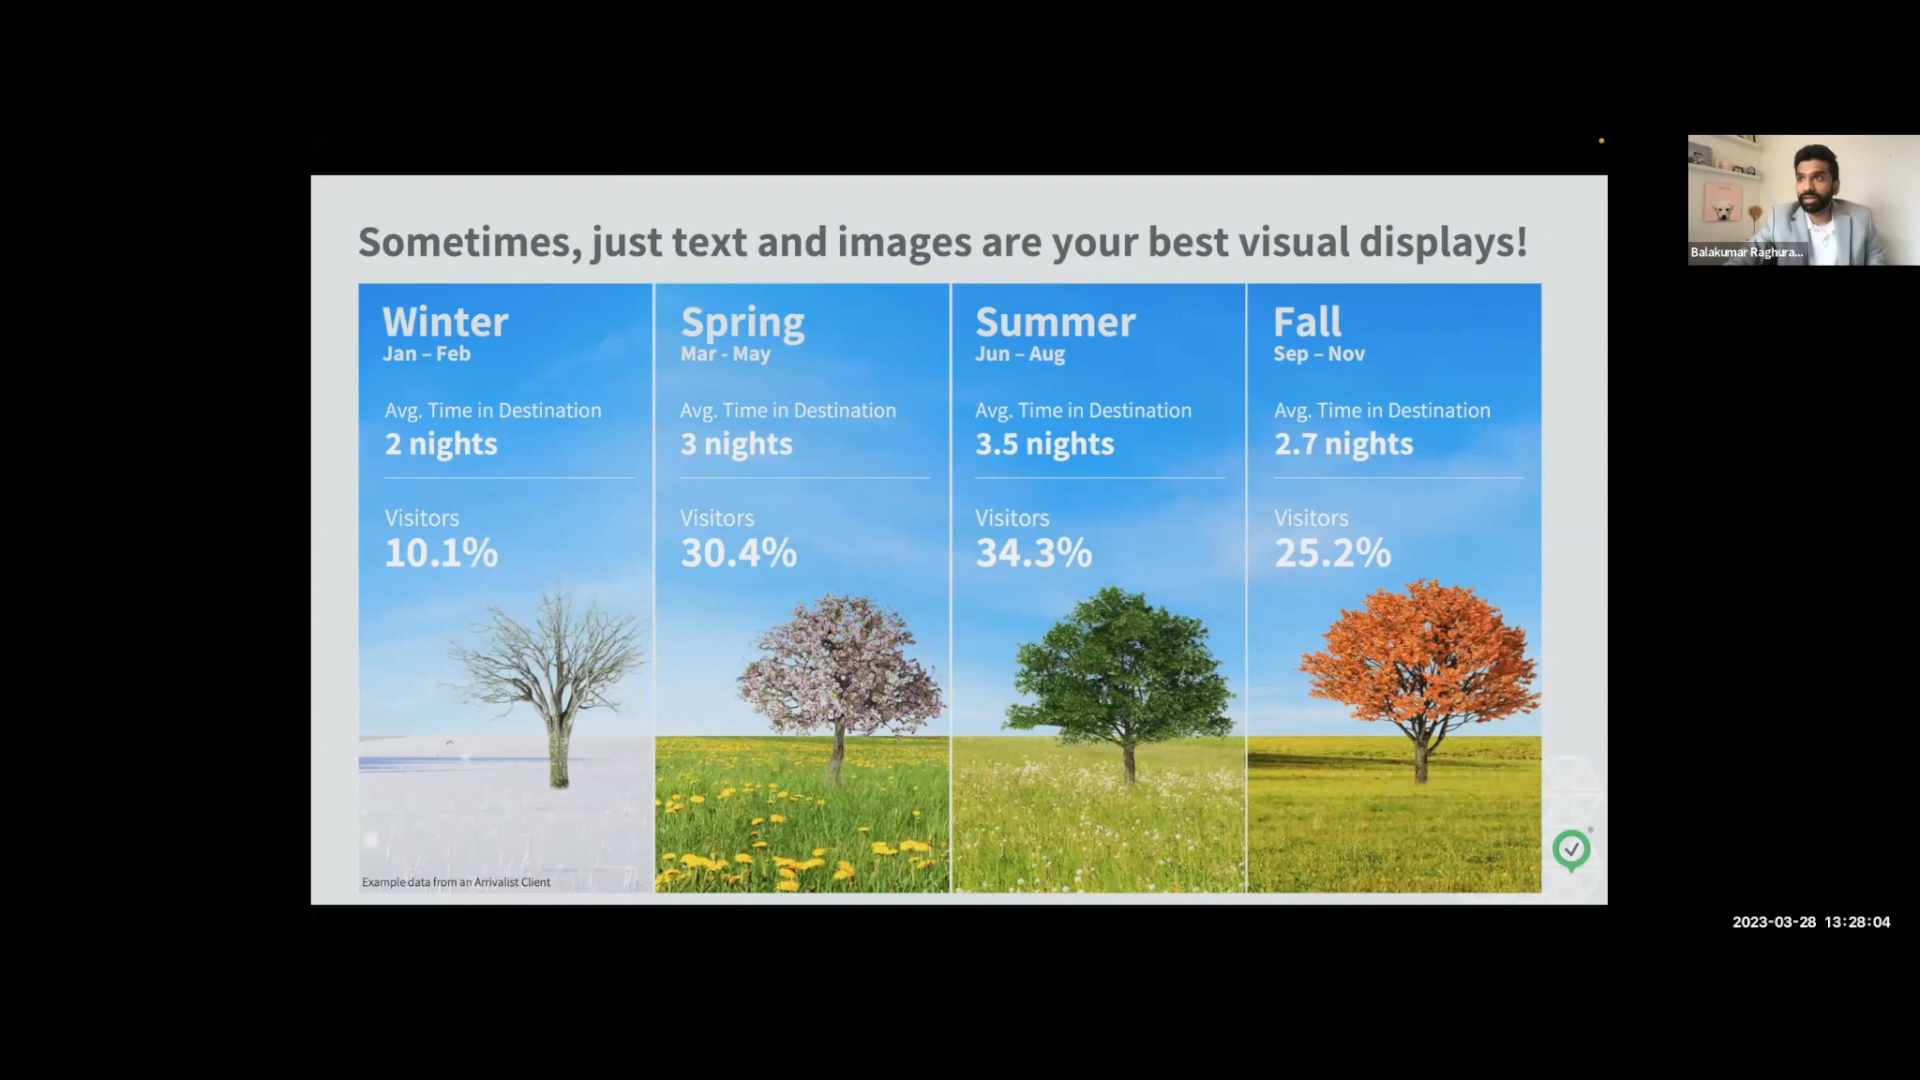 Sometimes, just text and images are your best visual displays!
Winter
Jan – Feb
Avg. Time in Destination
2 nights
Visitors
10.1%
Spring
Mar - May
Avg. Time in Destination
3 nights
Visitors
30.4%
Summer
Jun – Aug
Avg. Time in Destination
3.5 nights
Visitors
34.3%
Fall
Sep – Nov
Avg. Time in Destination
2.7 nights
Visitors
25.2%
Example data from an Arrivalist Client
Balakumar Raghura...
2023-03-28 13:28:04